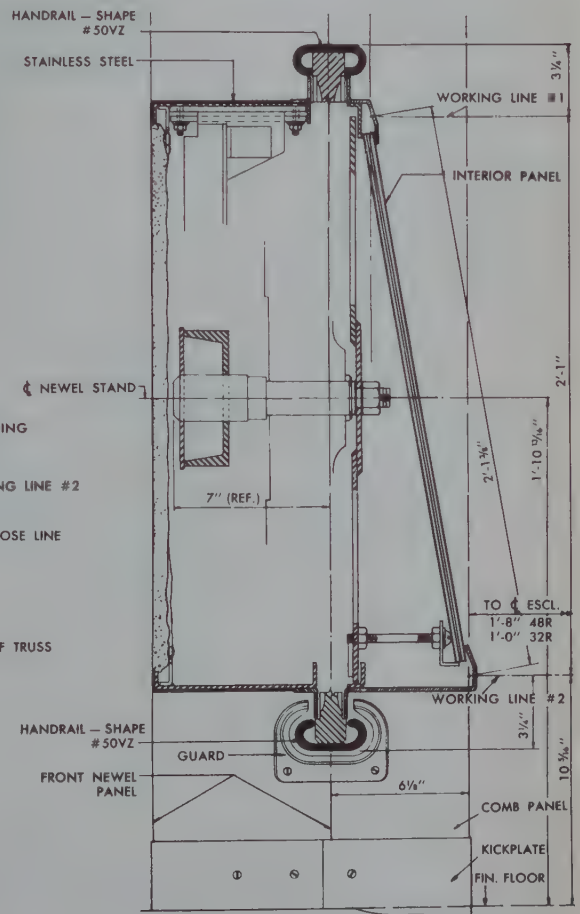 HANDRAIL – SHAPE
#50VZ
STAINLESS STEEL
3¼"
WORKING LINE #1
INTERIOR PANEL
℄ NEWEL STAND
ING
NG LINE #2
OSE LINE
F TRUSS
7" (REF.)
2'-1"
2'-1⅞"
1'-10 13/16"
TO ℄ ESCL.
1'-8" 48R
1'-0" 32R
WORKING LINE #2
3¼"
10 5/16"
HANDRAIL – SHAPE
#50VZ
GUARD
FRONT NEWEL
PANEL
6⅛"
COMB PANEL
KICKPLATE
FIN. FLOOR